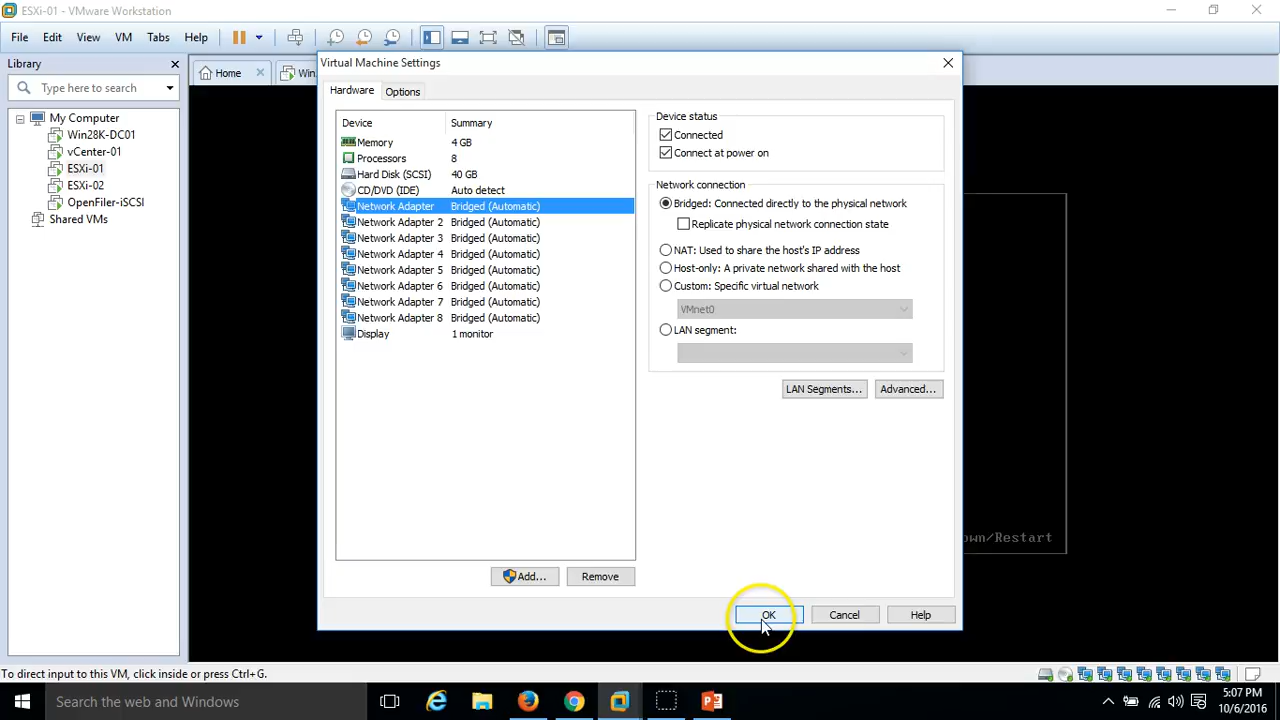 ESXi-01 - VMware Workstation
File Edit View VM Tabs Help
Library
Home
Win
Type here to search
My Computer
Win28K-DC01
vCenter-01
ESXi-01
ESXi-02
OpenFiler-iSCSI
Shared VMs
Virtual Machine Settings
Hardware Options
Device Summary
Memory 4 GB
Processors 8
Hard Disk (SCSI) 40 GB
CD/DVD (IDE) Auto detect
Network Adapter Bridged (Automatic)
Network Adapter 2 Bridged (Automatic)
Network Adapter 3 Bridged (Automatic)
Network Adapter 4 Bridged (Automatic)
Network Adapter 5 Bridged (Automatic)
Network Adapter 6 Bridged (Automatic)
Network Adapter 7 Bridged (Automatic)
Network Adapter 8 Bridged (Automatic)
Display 1 monitor
Add... Remove
Device status
Connected
Connect at power on
Network connection
Bridged: Connected directly to the physical network
Replicate physical network connection state
NAT: Used to share the host's IP address
Host-only: A private network shared with the host
Custom: Specific virtual network
VMnet0
LAN segment:
LAN Segments... Advanced...
OK Cancel Help
own/Restart
To direct input to this VM, click inside or press Ctrl+G.
Search the web and Windows
5:07 PM
10/6/2016